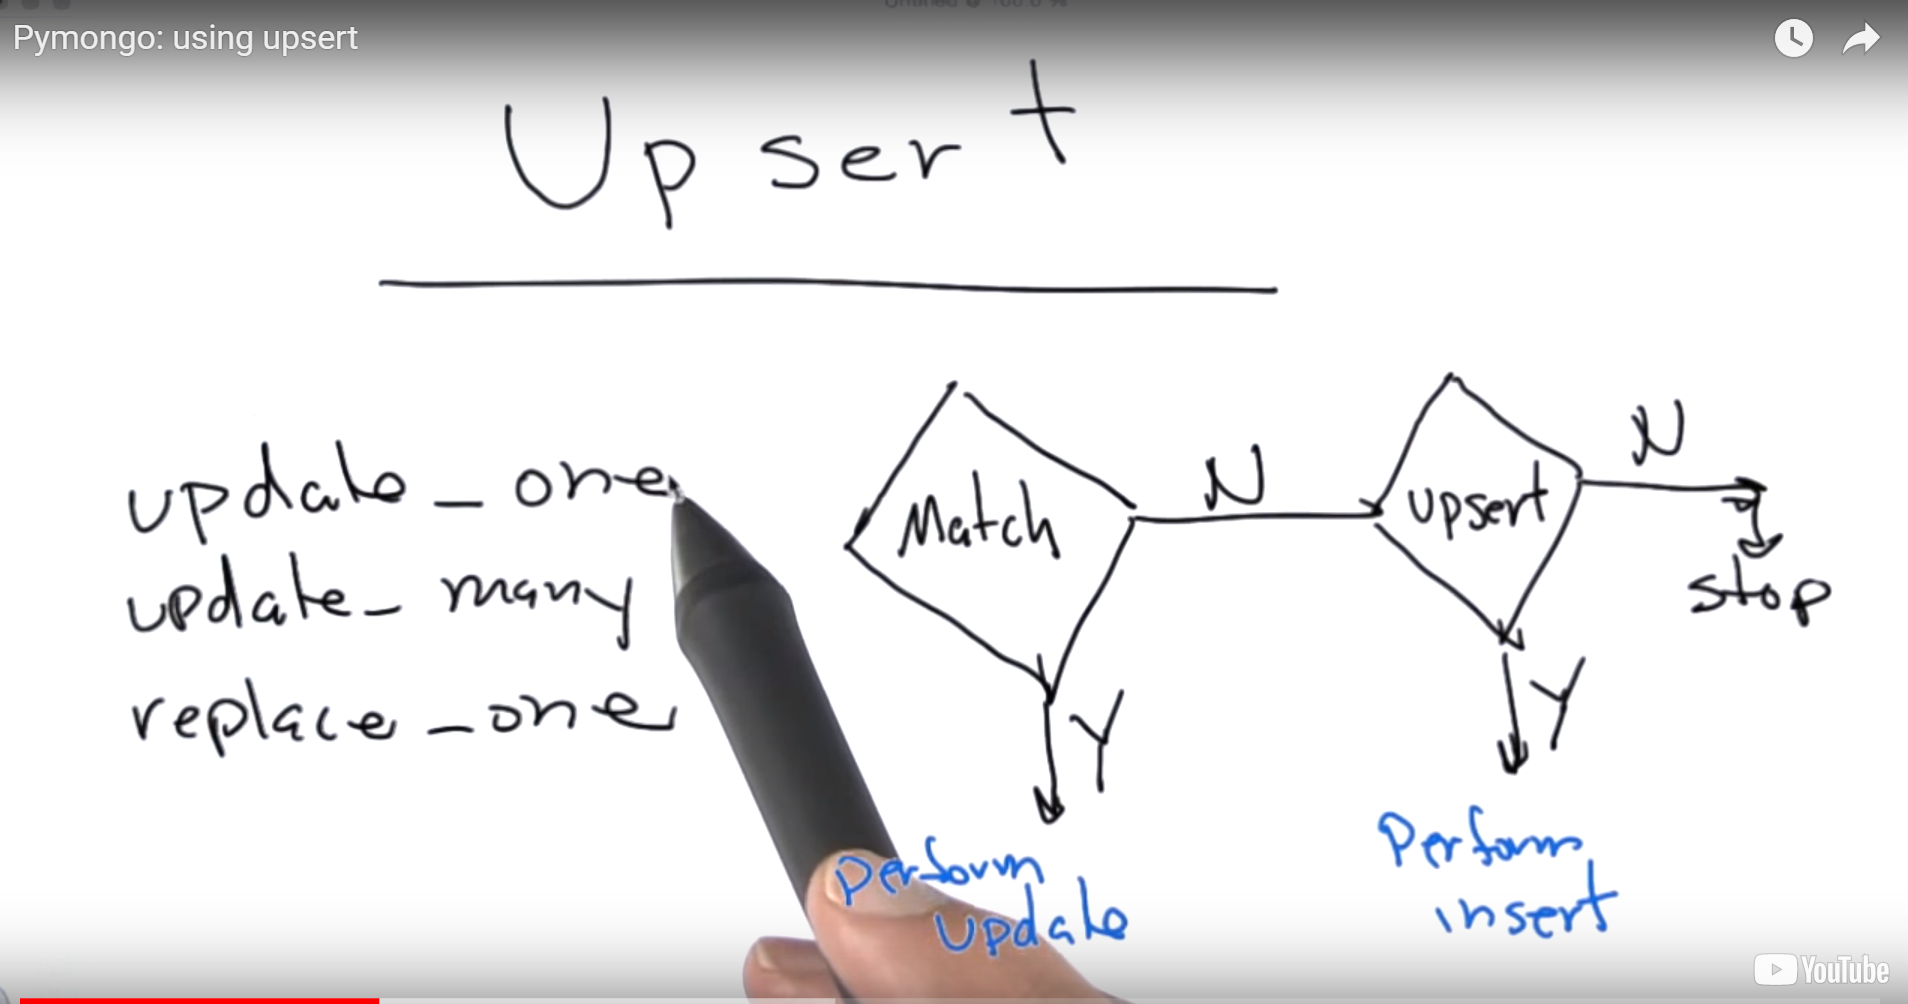 Pymongo: using upsert
Upsert
update_one
update_many
replace_one
Match
N
upsert
N
stop
Y
Y
Perform
update
Perform
insert
YouTube